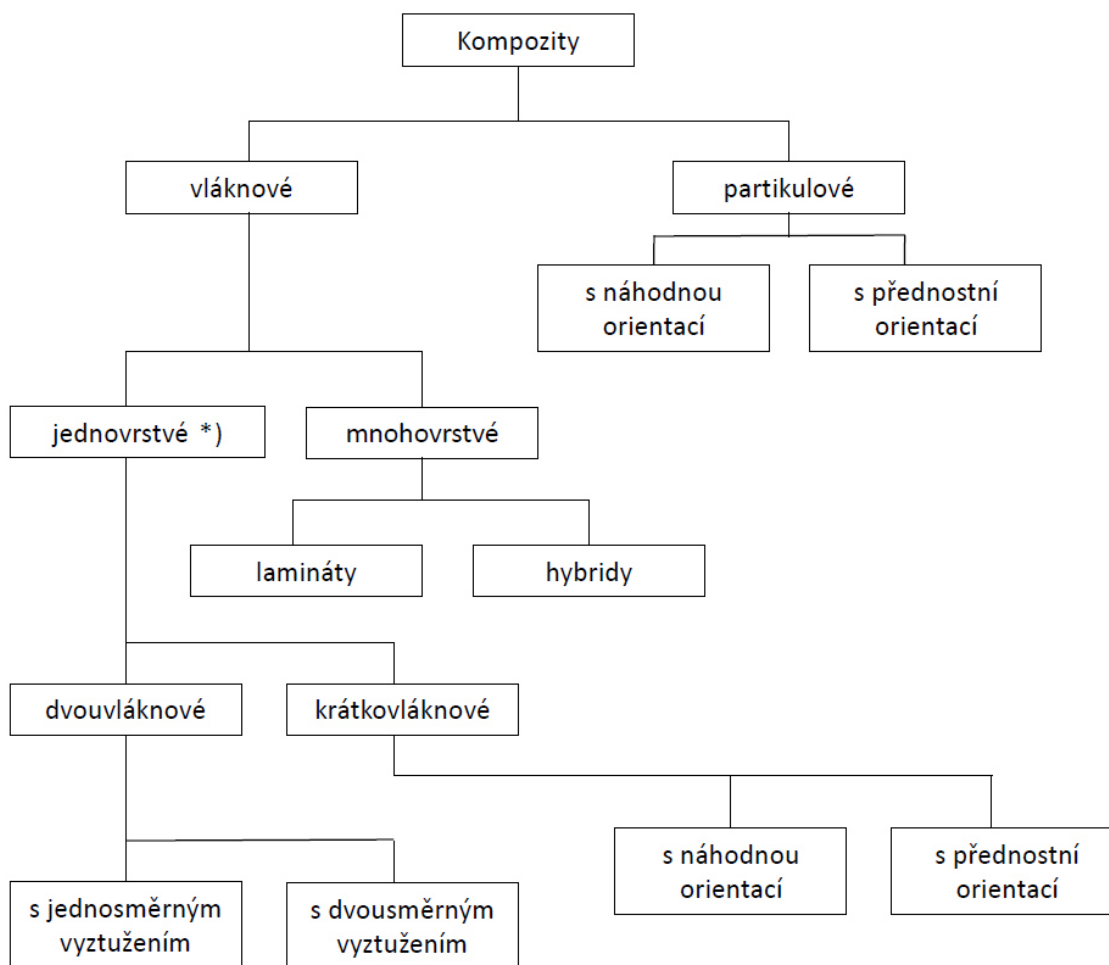 Kompozity
vláknové
partikulové
s náhodnou
orientací
s přednostní
orientací
jednovrstvé *)
mnohovrstvé
lamináty
hybridy
dvouvláknové
krátkovláknové
s náhodnou
orientací
s přednostní
orientací
s jednosměrným
vyztužením
s dvousměrným
vyztužením